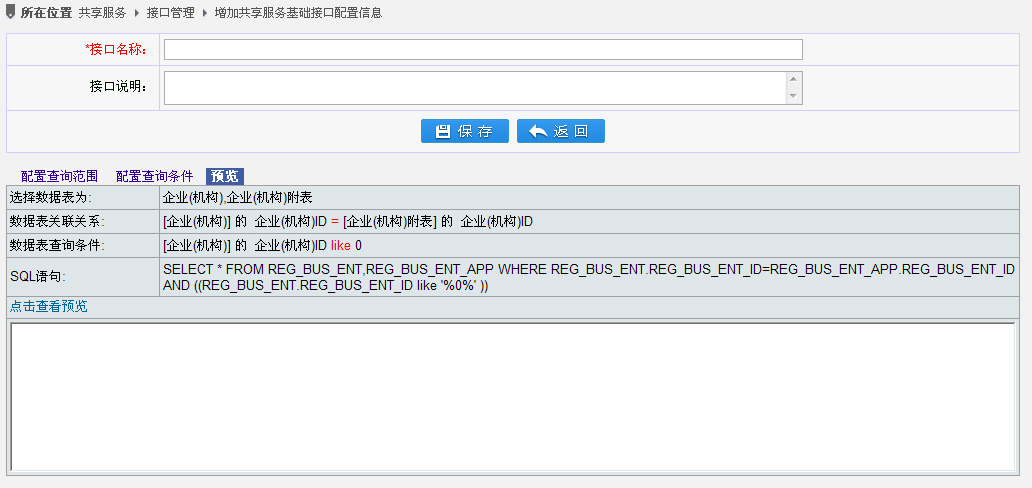 所在位置 共享服务 接口管理 增加共享服务基础接口配置信息
*接口名称：
接口说明：
保存 返回
配置查询范围 配置查询条件 预览
选择数据表为: 企业(机构),企业(机构)附表
数据表关联关系: [企业(机构)] 的 企业(机构)ID = [企业(机构)附表] 的 企业(机构)ID
数据表查询条件: [企业(机构)] 的 企业(机构)ID like 0
SQL语句: SELECT * FROM REG_BUS_ENT,REG_BUS_ENT_APP WHERE REG_BUS_ENT.REG_BUS_ENT_ID=REG_BUS_ENT_APP.REG_BUS_ENT_ID
AND ((REG_BUS_ENT.REG_BUS_ENT_ID like '%0%' ))
点击查看预览